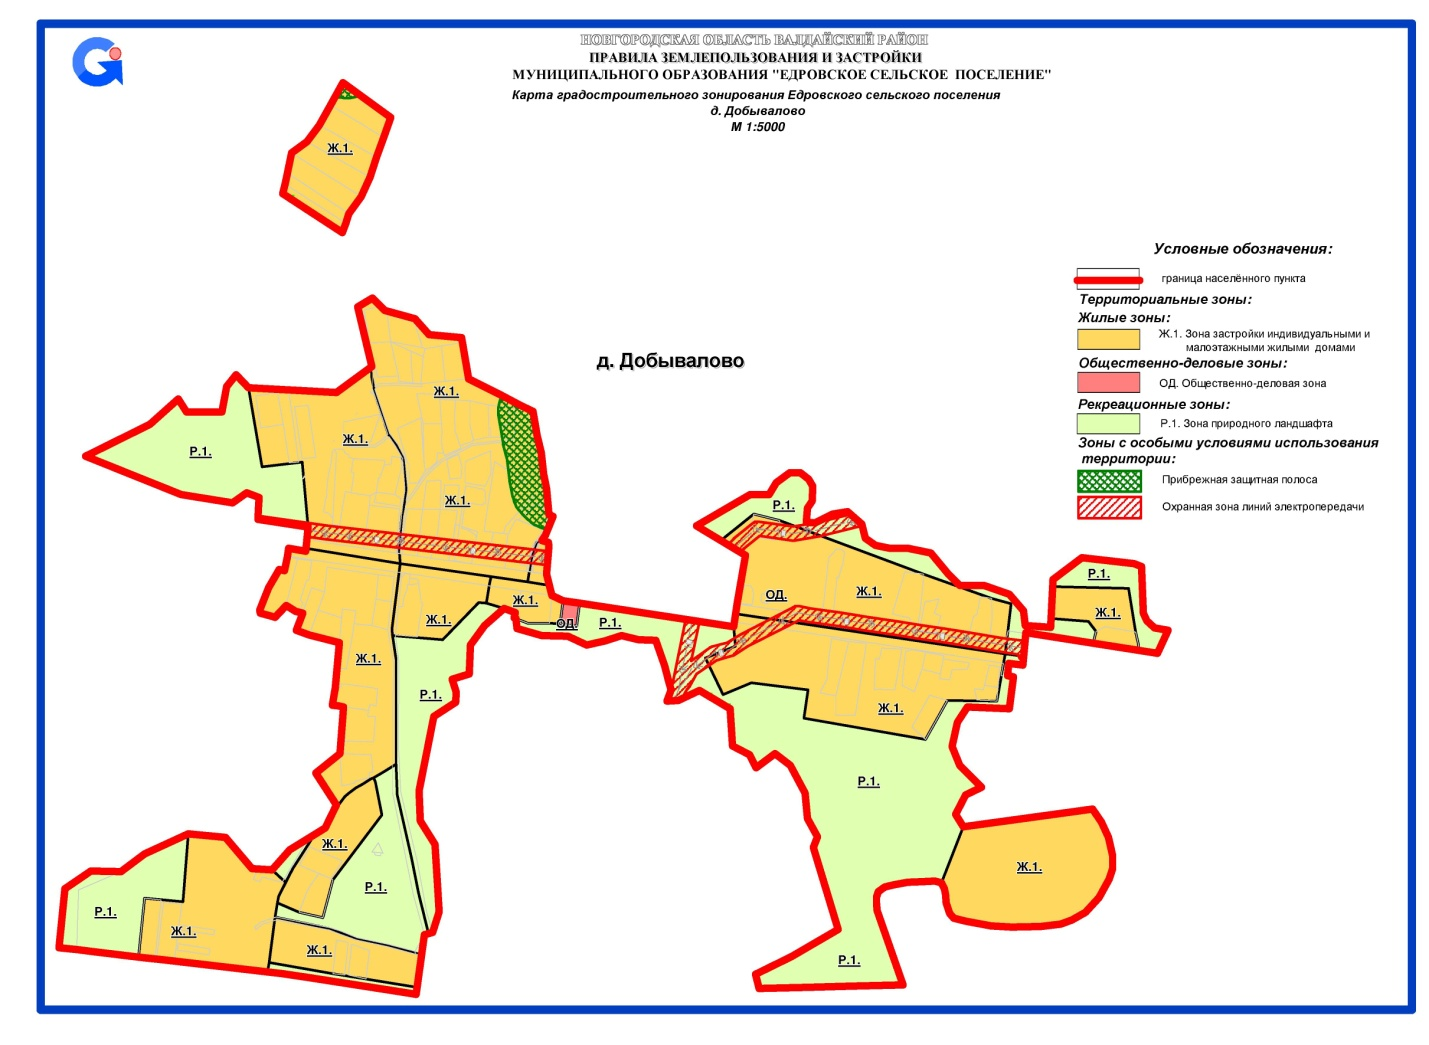 НОВГОРОДСКАЯ ОБЛАСТЬ ВАЛДАЙСКИЙ РАЙОН
ПРАВИЛА ЗЕМЛЕПОЛЬЗОВАНИЯ И ЗАСТРОЙКИ
МУНИЦИПАЛЬНОГО ОБРАЗОВАНИЯ "ЕДРОВСКОЕ СЕЛЬСКОЕ ПОСЕЛЕНИЕ"
Карта градостроительного зонирования Едровского сельского поселения
д. Добывалово
М 1:5000
Ж.1.
Условные обозначения:
граница населённого пункта
Территориальные зоны:
Жилые зоны:
Ж.1. Зона застройки индивидуальными и
малоэтажными жилыми домами
Общественно-деловые зоны:
ОД. Общественно-деловая зона
Рекреационные зоны:
Р.1. Зона природного ландшафта
Зоны с особыми условиями использования
территории:
Прибрежная защитная полоса
Охранная зона линий электропередачи
д. Добывалово
Ж.1.
Ж.1.
Р.1.
Ж.1.
Р.1.
Р.1.
Ж.1.
ОД.
Ж.1.
Ж.1.
Ж.1.
ОД.
Р.1.
Ж.1.
Ж.1.
Р.1.
Ж.1.
Р.1.
Ж.1.
Ж.1.
Р.1.
Р.1.
Ж.1.
Ж.1.
Р.1.